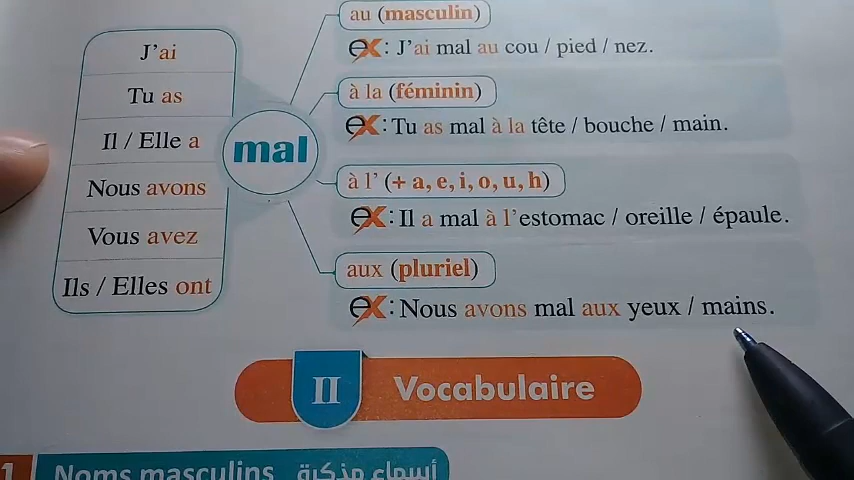 J'ai
Tu as
Il / Elle a
Nous avons
Vous avez
Ils / Elles ont
mal
au (masculin)
ex: J'ai mal au cou / pied / nez.
à la (féminin)
ex: Tu as mal à la tête / bouche / main.
à l' (+ a, e, i, o, u, h)
ex: Il a mal à l'estomac / oreille / épaule.
aux (pluriel)
ex: Nous avons mal aux yeux / mains.
II Vocabulaire
1 Noms masculins أسماء مذكرة